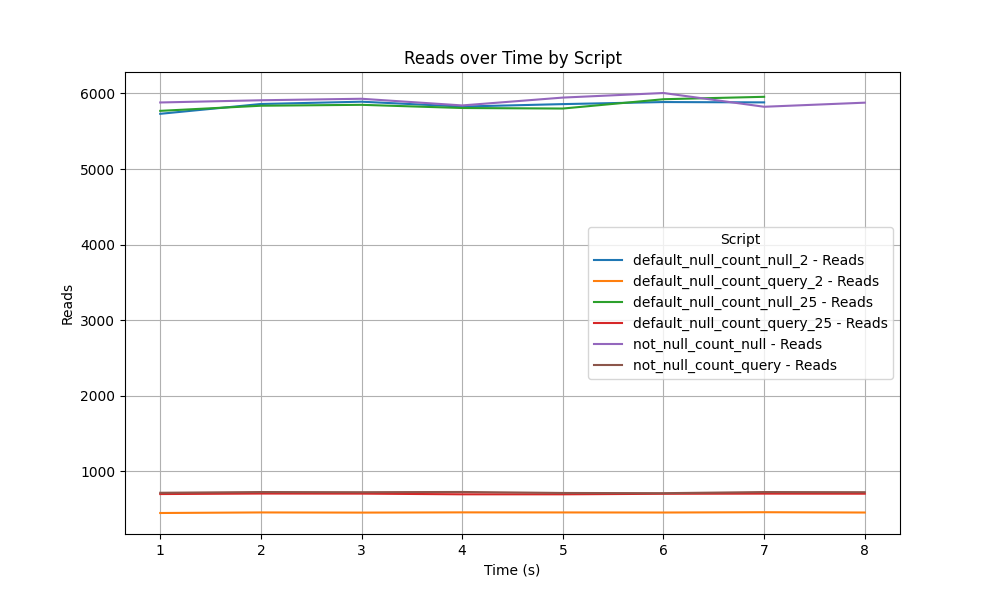 Reads over Time by Script
6000
5000
4000
3000
2000
1000
Reads
Script
default_null_count_null_2 - Reads
default_null_count_query_2 - Reads
default_null_count_null_25 - Reads
default_null_count_query_25 - Reads
not_null_count_null - Reads
not_null_count_query - Reads
1 2 3 4 5 6 7 8
Time (s)